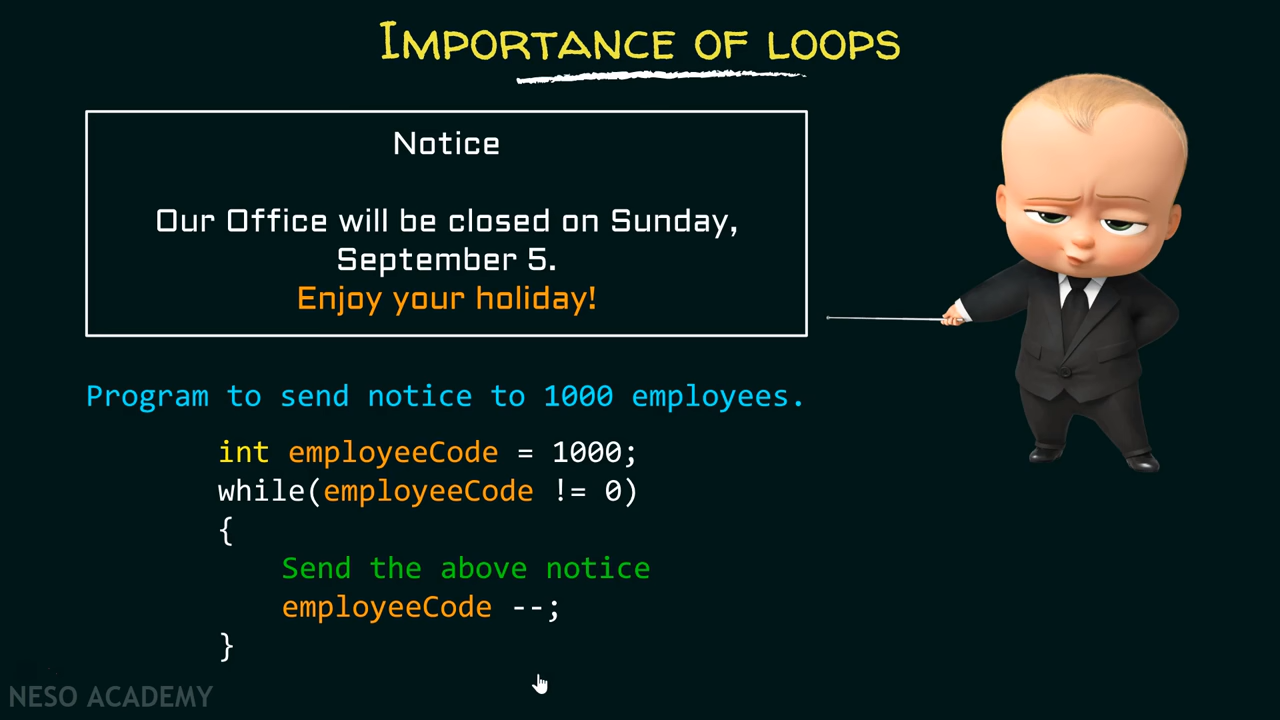 IMPORTANCE OF LOOPS
Notice
Our Office will be closed on Sunday,
September 5.
Enjoy your holiday!
Program to send notice to 1000 employees.
int employeeCode = 1000;
while(employeeCode != 0)
{
Send the above notice
employeeCode --;
}
NESO ACADEMY